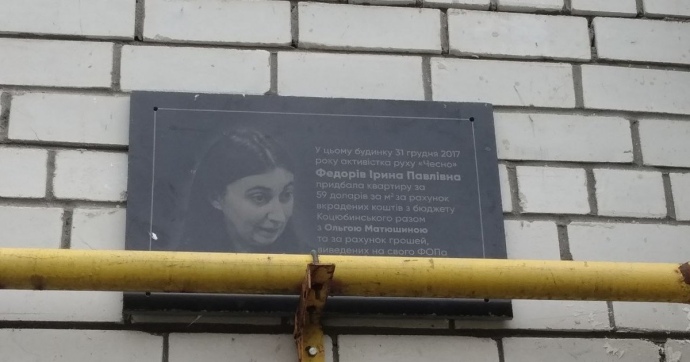 У цьому будинку 31 грудня 2017
року активістка руху «Чесно»
Федорів Ірина Павлівна
придбала квартиру за
59 доларів за м² за рахунок
вкрадених коштів з бюджету
Коцюбинського разом
з Ольгою Матюшиною
та за рахунок грошей,
виведених на свого ФОПа